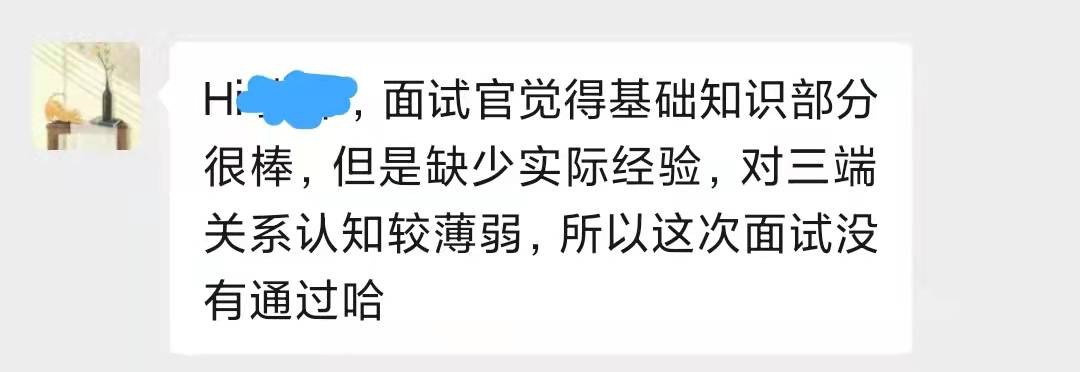 Hi，面试官觉得基础知识部分
很棒，但是缺少实际经验，对三端
关系认知较薄弱，所以这次面试没
有通过哈